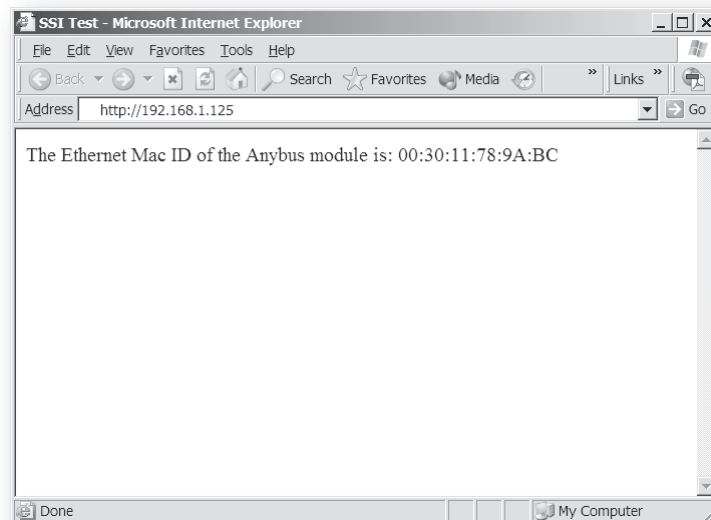 SSI Test - Microsoft Internet Explorer
File Edit View Favorites Tools Help
Back Search Favorites Media » Links »
Address http://192.168.1.125 Go
The Ethernet Mac ID of the Anybus module is: 00:30:11:78:9A:BC
Done My Computer